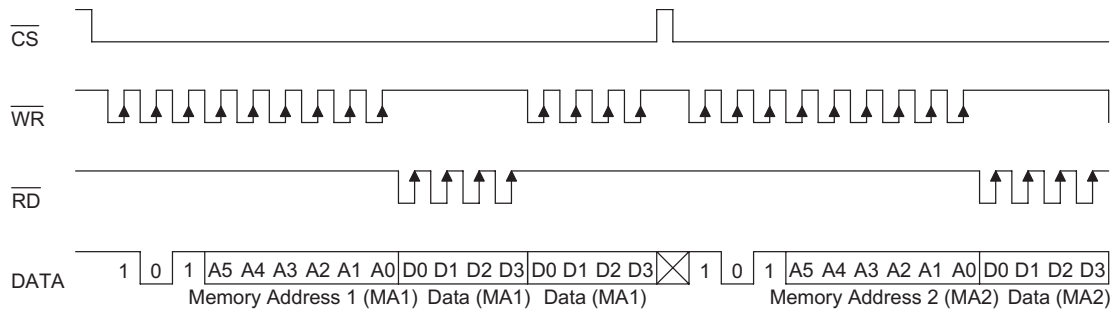 CS
WR
RD
DATA 1 0 1 A5 A4 A3 A2 A1 A0 D0 D1 D2 D3 D0 D1 D2 D3 1 0 1 A5 A4 A3 A2 A1 A0 D0 D1 D2 D3
Memory Address 1 (MA1) Data (MA1) Data (MA1) Memory Address 2 (MA2) Data (MA2)